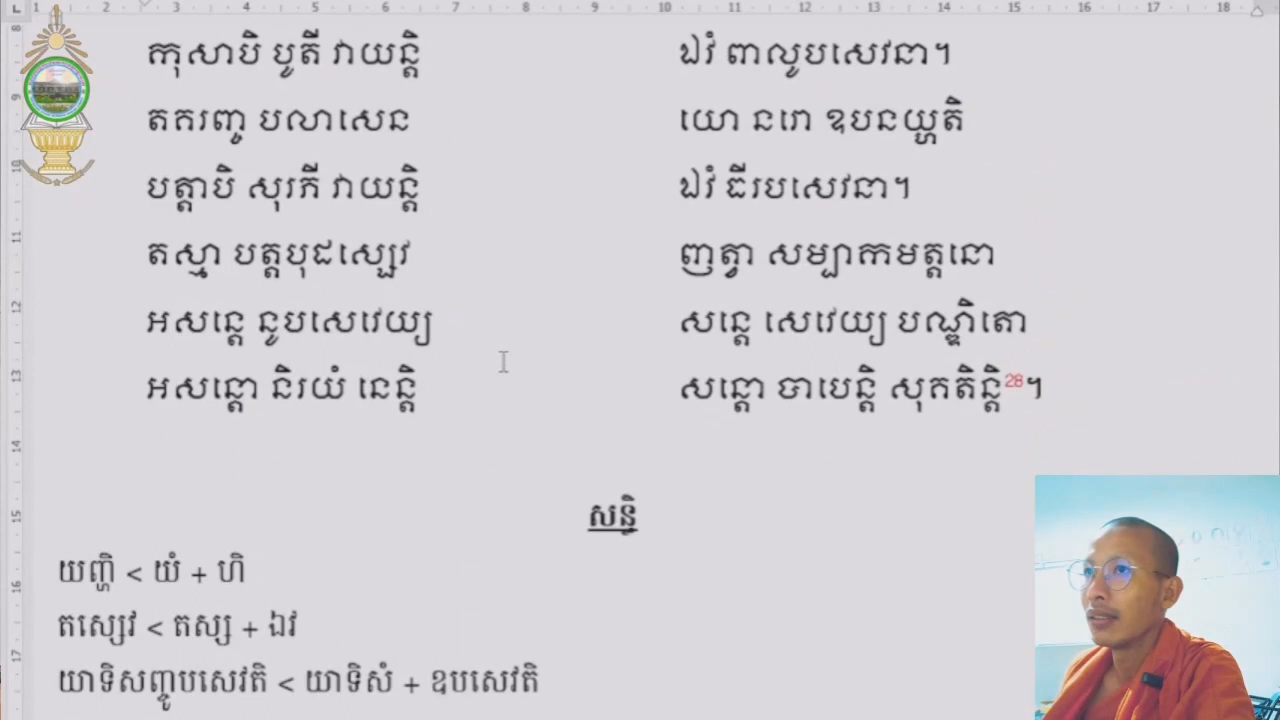 កុសាបិ បូតី វាយន្តិ ឯវំ ពាលូបសេវនា។
តគរញ្ច បលាសេន យោ នរោ ឧបនយ្ហតិ
បត្តាបិ សុរភី វាយន្តិ ឯវំ ធីរបសេវនា។
តស្មា បត្តបុដស្សេវ ញត្វា សម្បាកមត្តនោ
អសន្តេ នូបសេវេយ្យ សន្តេ សេវេយ្យ បណ្ឌិតោ
អសន្តោ និរយំ នេន្តិ សន្តោ បាបេន្តិ សុគតិន្តិ28។
សន្ធិ
យញ្ហិ < យំ + ហិ
តស្សេវ < តស្ស + ឯវ
យាទិសញ្ចូបសេវតិ < យាទិសំ + ឧបសេវតិ